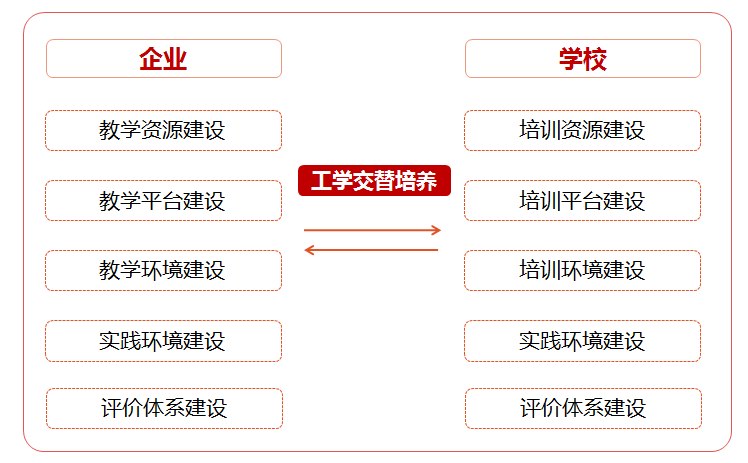 企业
学校
教学资源建设
培训资源建设
工学交替培养
教学平台建设
培训平台建设
教学环境建设
培训环境建设
实践环境建设
实践环境建设
评价体系建设
评价体系建设